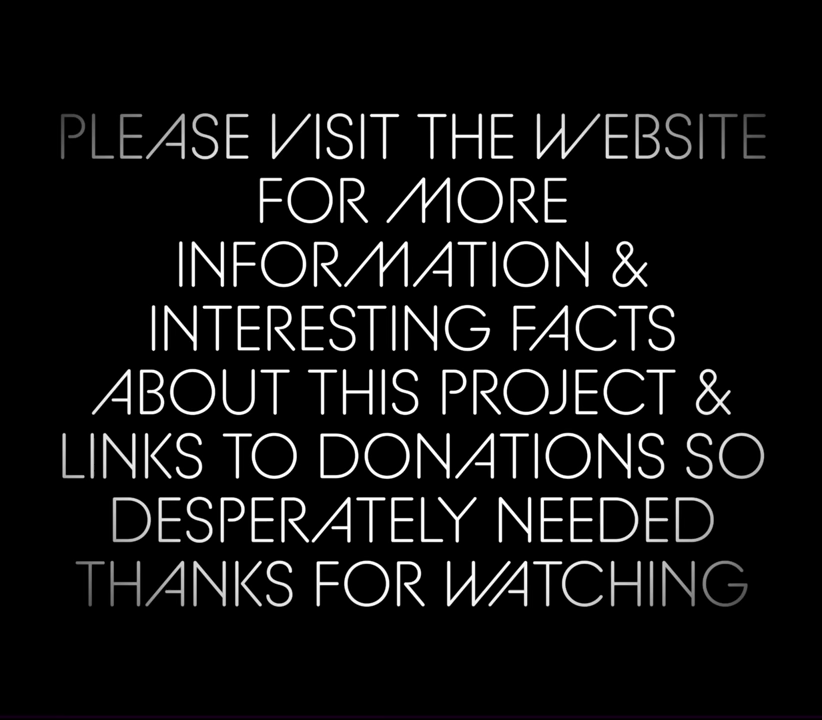 PLEASE VISIT THE WEBSITE
FOR MORE
INFORMATION &
INTERESTING FACTS
ABOUT THIS PROJECT &
LINKS TO DONATIONS SO
DESPERATELY NEEDED
THANKS FOR WATCHING